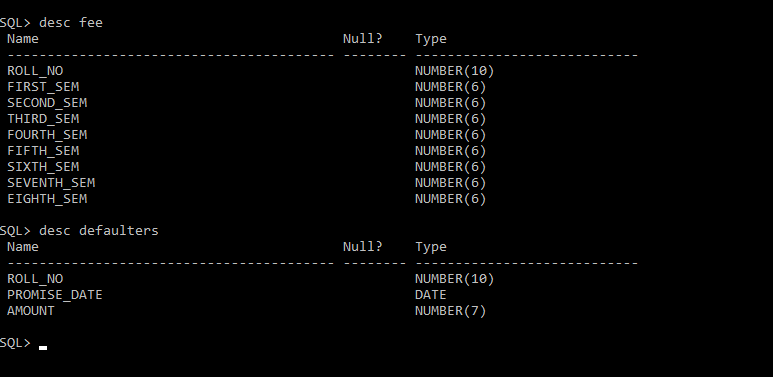 SQL> desc fee
Name Null? Type
----------------------------------------- -------- ----------------------------
ROLL_NO NUMBER(10)
FIRST_SEM NUMBER(6)
SECOND_SEM NUMBER(6)
THIRD_SEM NUMBER(6)
FOURTH_SEM NUMBER(6)
FIFTH_SEM NUMBER(6)
SIXTH_SEM NUMBER(6)
SEVENTH_SEM NUMBER(6)
EIGHTH_SEM NUMBER(6)
SQL> desc defaulters
Name Null? Type
----------------------------------------- -------- ----------------------------
ROLL_NO NUMBER(10)
PROMISE_DATE DATE
AMOUNT NUMBER(7)
SQL>